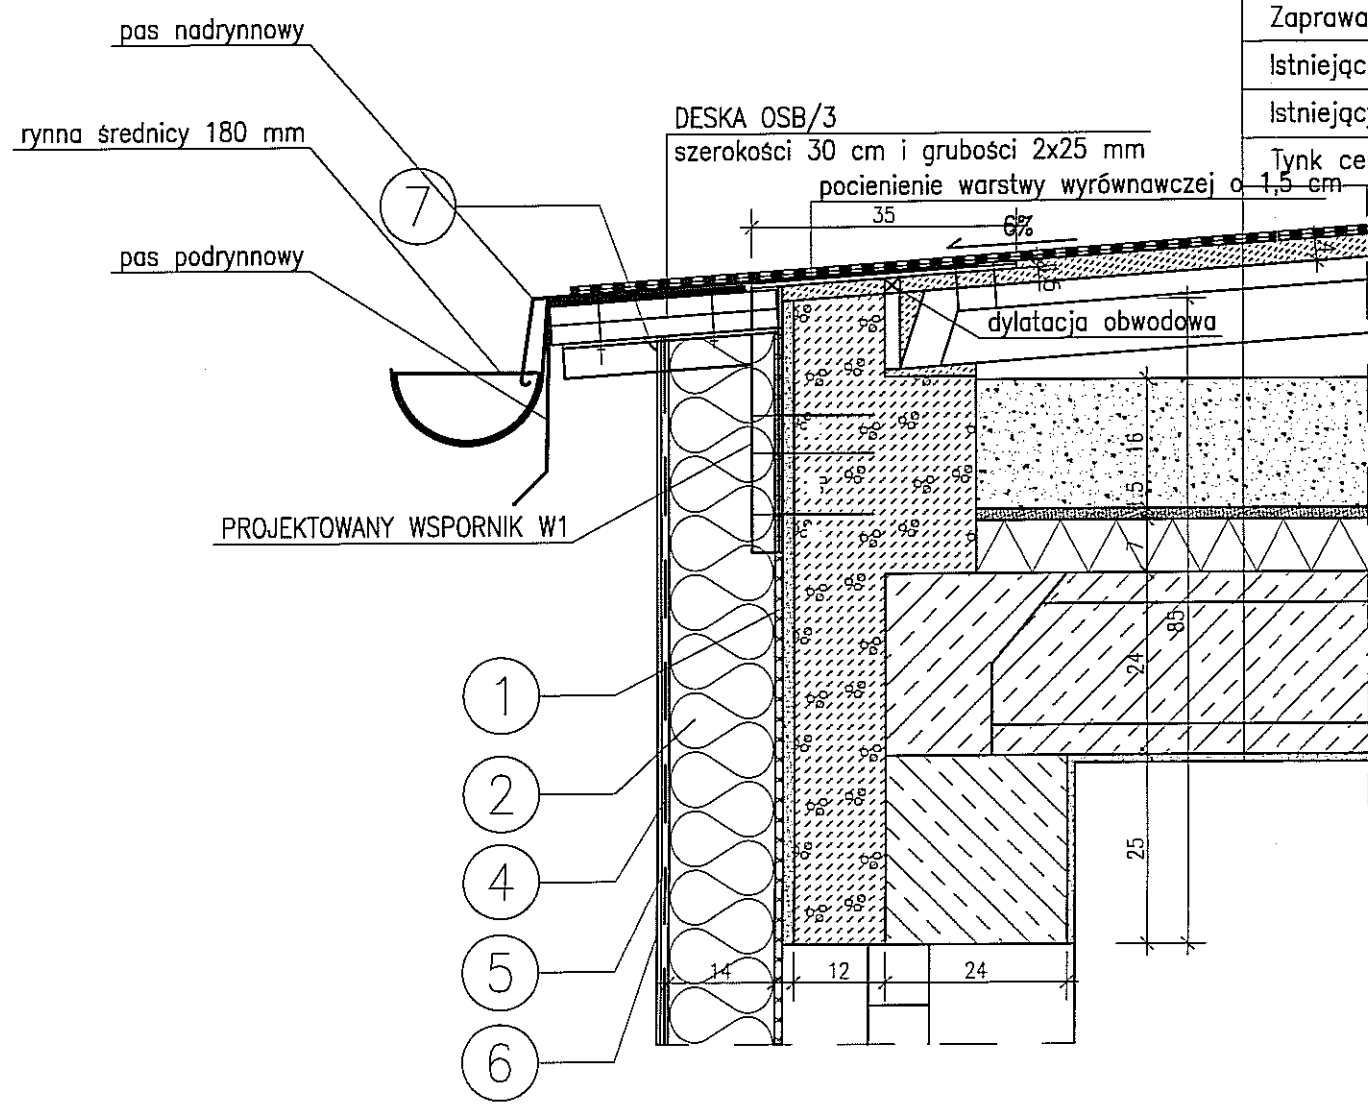 pas nadrynnowy
rynna średnicy 180 mm
7
pas podrynnowy
DESKA OSB/3
szerokości 30 cm i grubości 2x25 mm
pocienienie warstwy wyrównawczej o 1,5 cm
Zaprawa
Istniejąc
Istniejąc
Tynk ce
35
6%
dylatacja obwodowa
PROJEKTOWANY WSPORNIK W1
16
7
85
24
25
1
2
4
5
6
14
12
24